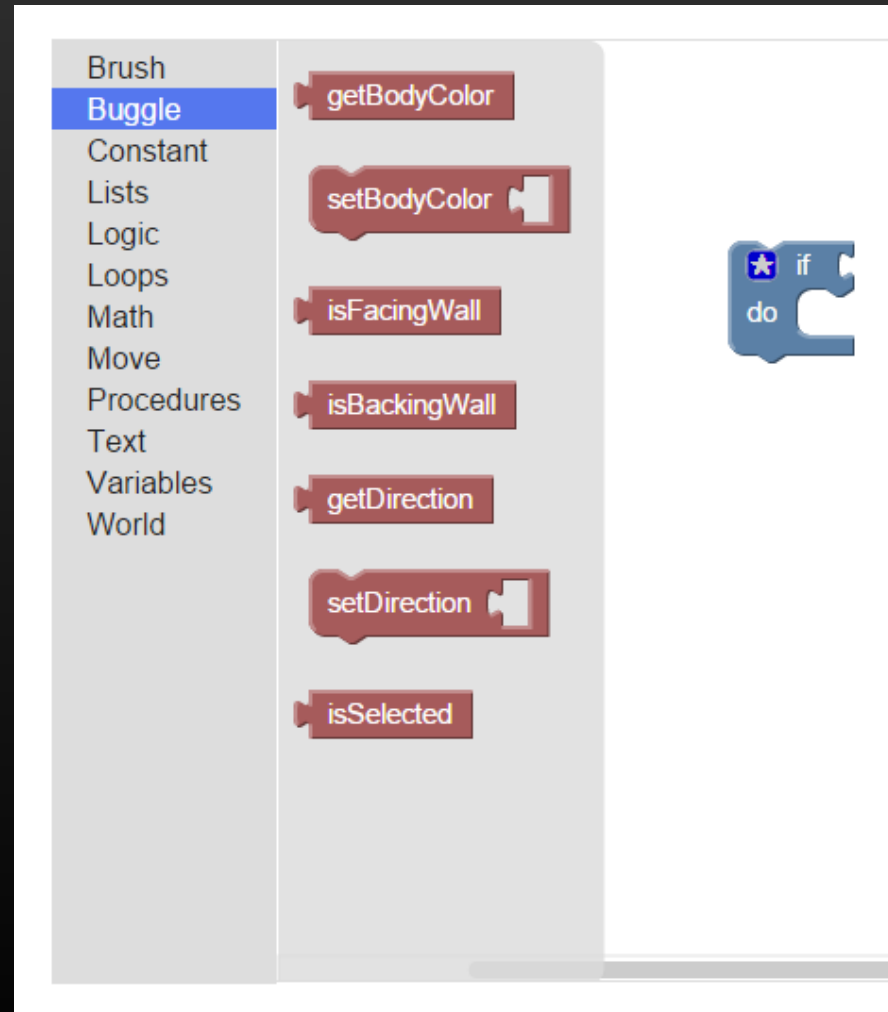 Brush
Buggle
Constant
Lists
Logic
Loops
Math
Move
Procedures
Text
Variables
World
getBodyColor
setBodyColor
isFacingWall
isBackingWall
getDirection
setDirection
isSelected
if
do